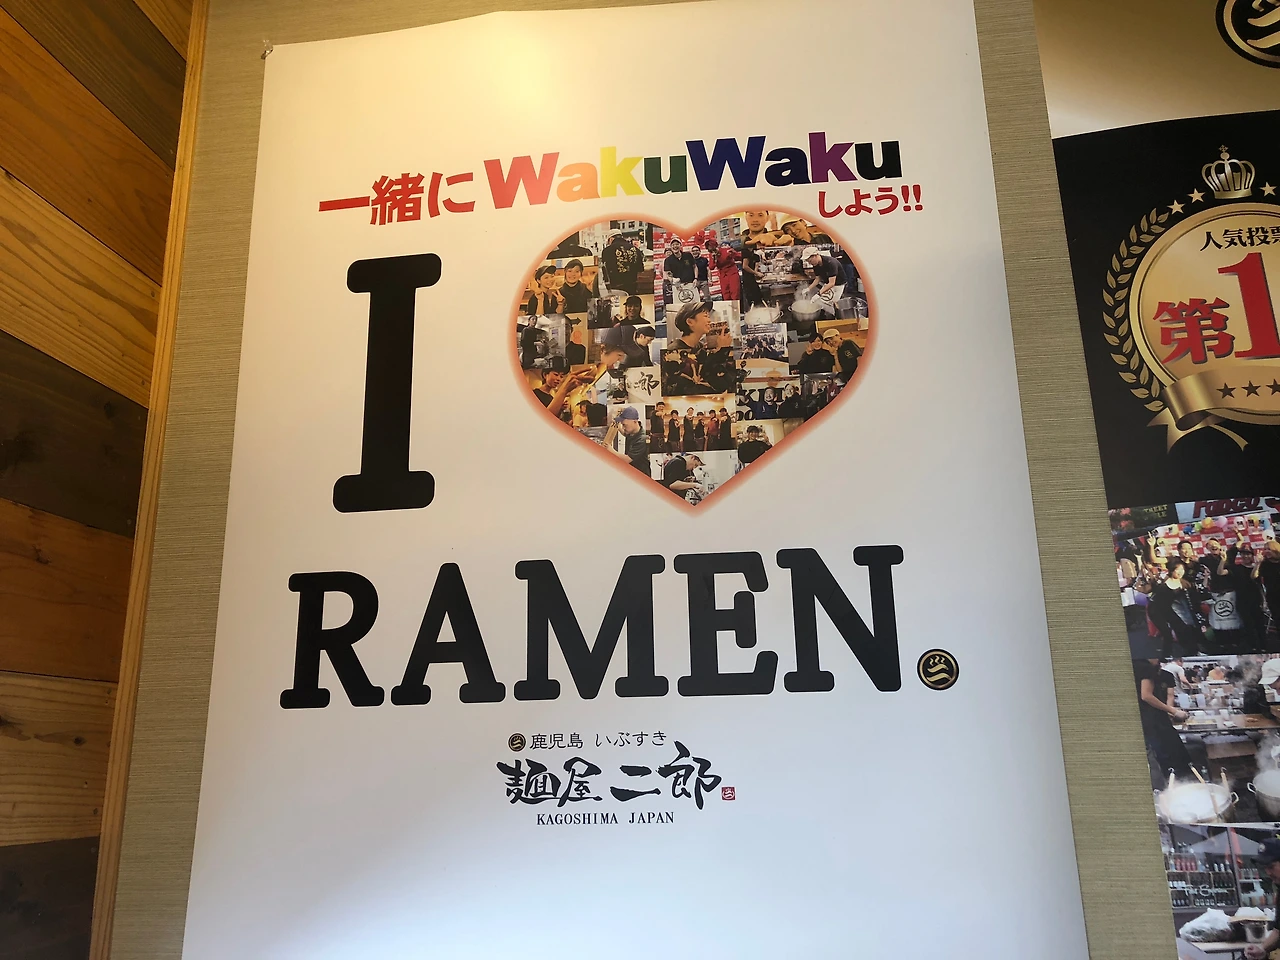 一緒にWakuWaku
しよう!!
I
RAMEN.
鹿児島 いぶすき
麺屋 二郎
KAGOSHIMA JAPAN
人気投票
第1